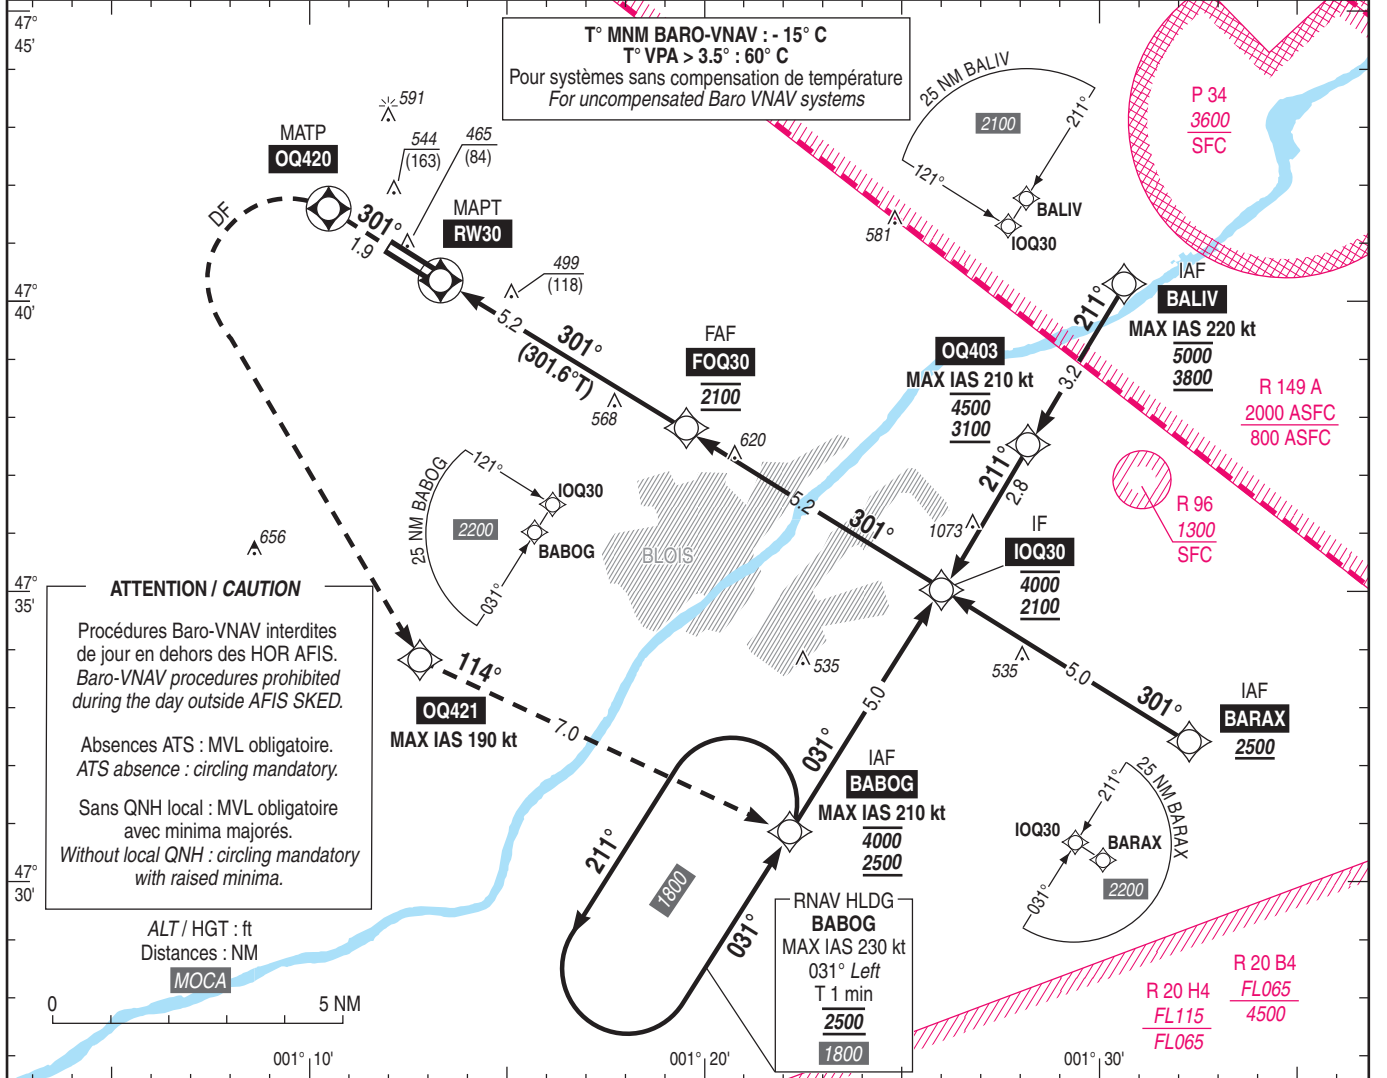 47°
45'
T° MNM BARO-VNAV : - 15° C
T° VPA > 3.5° : 60° C
Pour systèmes sans compensation de température
For uncompensated Baro VNAV systems
25 NM BALIV
2100
211°
121°
BALIV
IOQ30
P 34
3600
SFC
591
544
(163)
465
(84)
MATP
OQ420
DF
301°
1.9
MAPT
RW30
499
(118)
581
47°
40'
5.2
301°
(301.6°T)
FAF
FOQ30
2100
568
620
OQ403
MAX IAS 210 kt
4500
3100
211°
3.2
IAF
BALIV
MAX IAS 220 kt
5000
3800
R 149 A
2000 ASFC
800 ASFC
211°
2.8
R 96
1300
SFC
25 NM BABOG
121°
IOQ30
2200
BABOG
031°
BLOIS
5.2
301°
1073
IF
IOQ30
4000
2100
656
47°
35'
ATTENTION / CAUTION
Procédures Baro-VNAV interdites
de jour en dehors des HOR AFIS.
Baro-VNAV procedures prohibited
during the day outside AFIS SKED.
Absences ATS : MVL obligatoire.
ATS absence : circling mandatory.
Sans QNH local : MVL obligatoire
avec minima majorés.
Without local QNH : circling mandatory
with raised minima.
114°
OQ421
MAX IAS 190 kt
7.0
535
535
5.0
5.0
301°
IAF
BARAX
2500
031°
IAF
BABOG
MAX IAS 210 kt
4000
2500
25 NM BARAX
211°
IOQ30
BARAX
2200
031°
47°
30'
211°
1800
031°
RNAV HLDG
BABOG
MAX IAS 230 kt
031° Left
T 1 min
2500
1800
ALT / HGT : ft
Distances : NM
MOCA
0
5 NM
R 20 H4
FL115
FL065
R 20 B4
FL065
4500
001° 10'
001° 20'
001° 30'